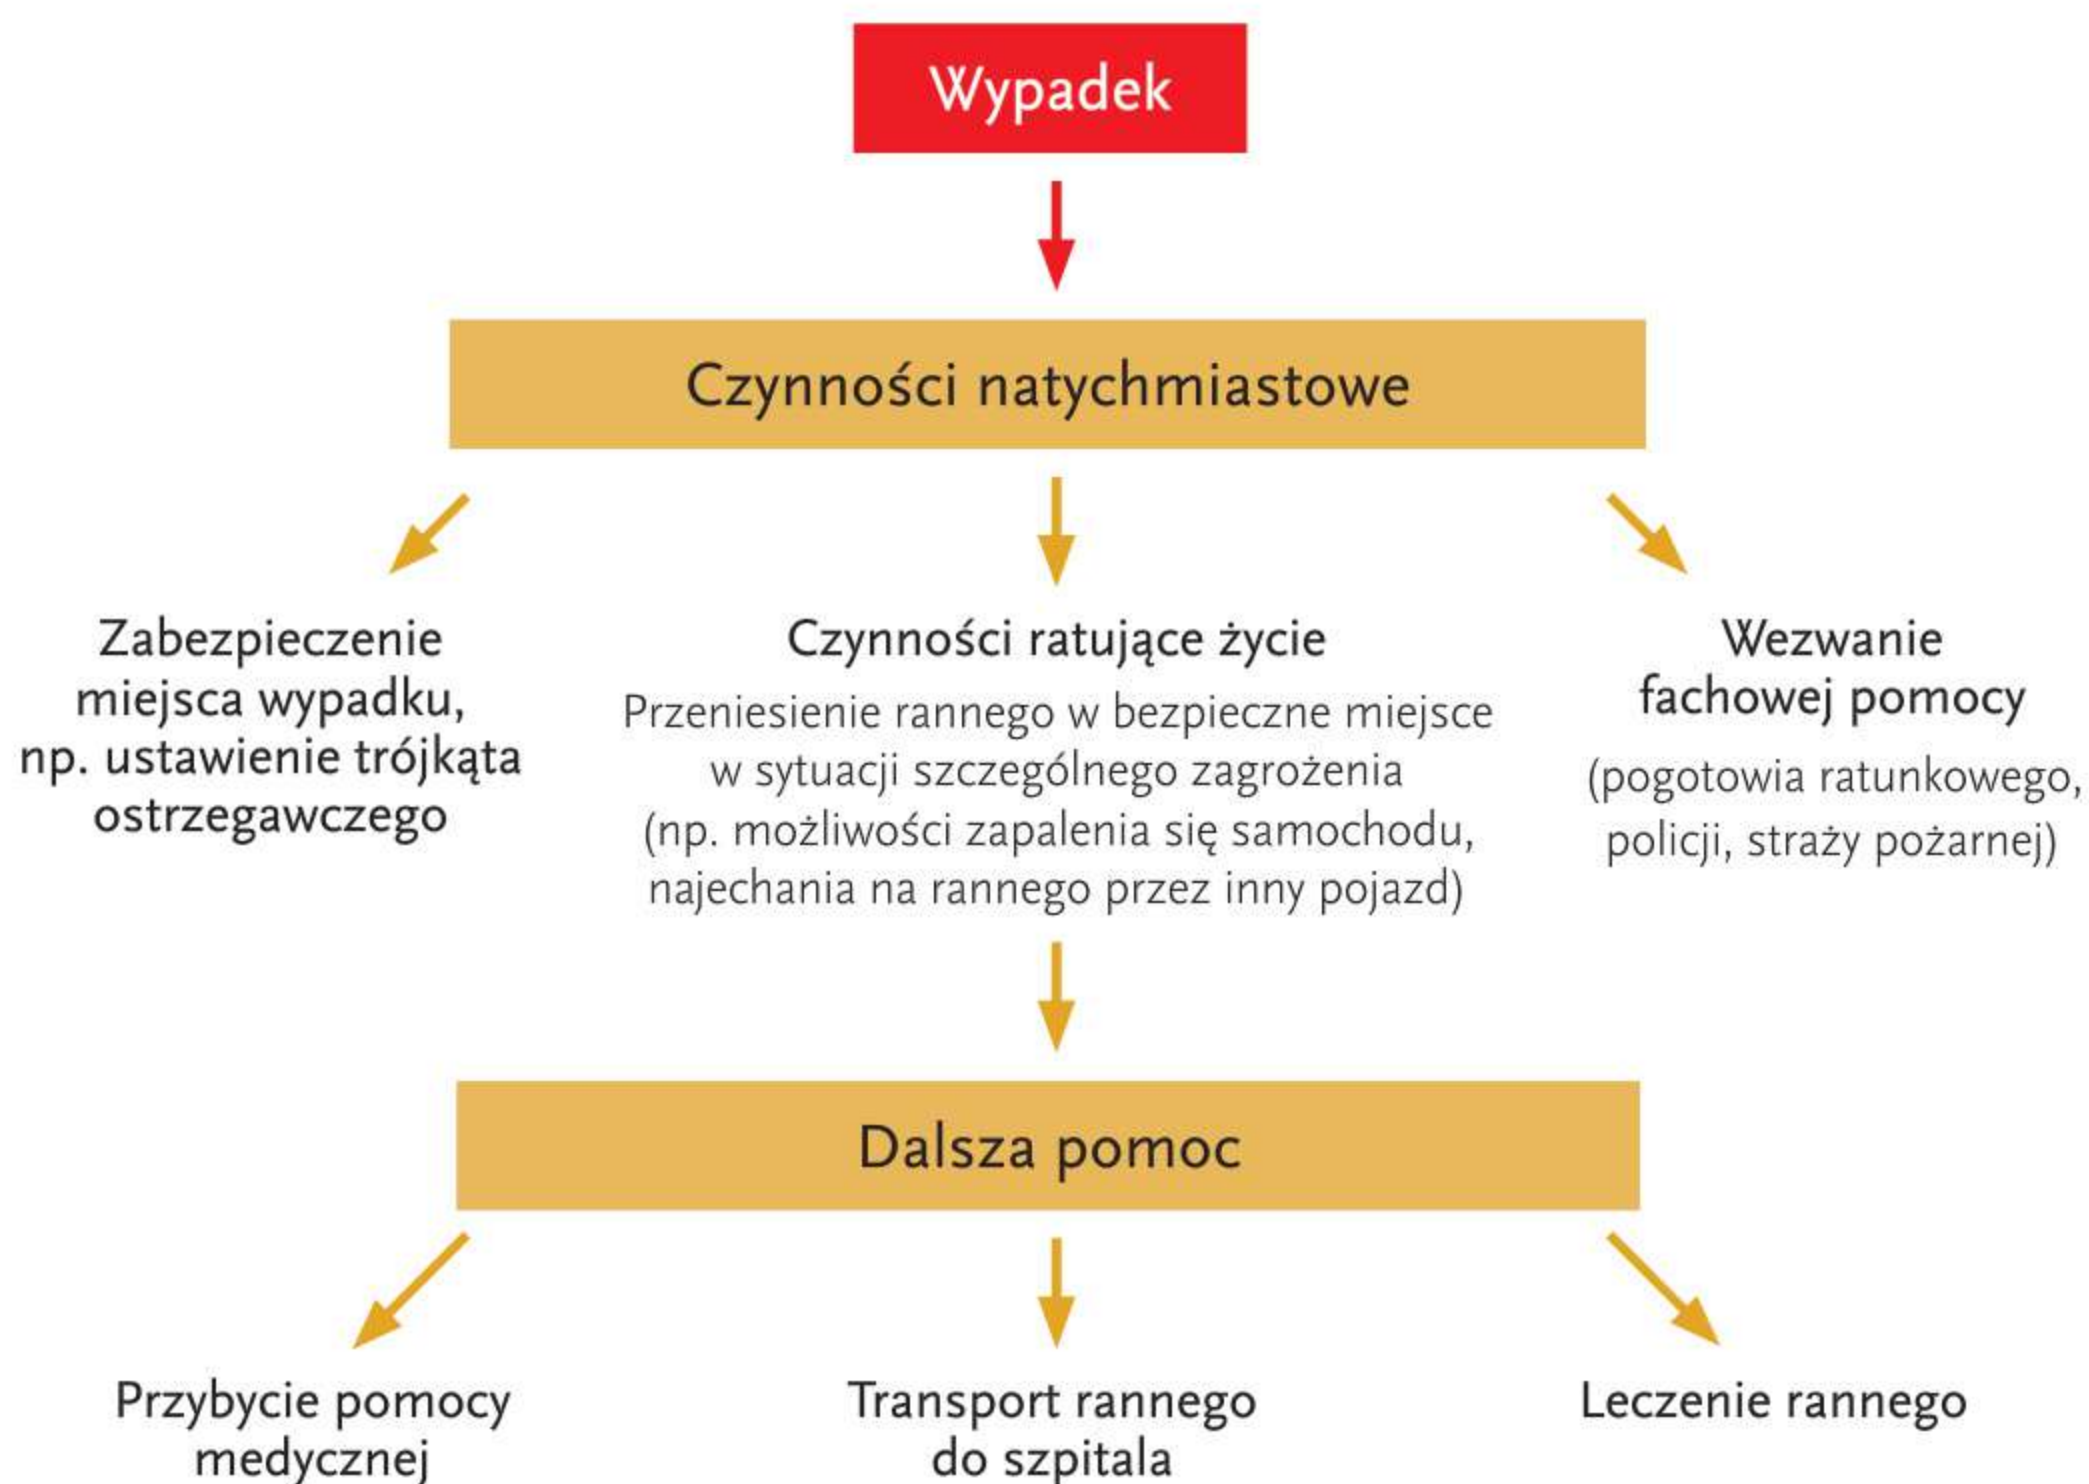 Wypadek
Czynności natychmiastowe
Zabezpieczenie
miejsca wypadku,
np. ustawienie trójkąta
ostrzegawczego
Czynności ratujące życie
Przeniesienie rannego w bezpieczne miejsce
w sytuacji szczególnego zagrożenia
(np. możliwości zapalenia się samochodu,
najechania na rannego przez inny pojazd)
Wezwanie
fachowej pomocy
(pogotowia ratunkowego,
policji, straży pożarnej)
Dalsza pomoc
Przybycie pomocy
medycznej
Transport rannego
do szpitala
Leczenie rannego